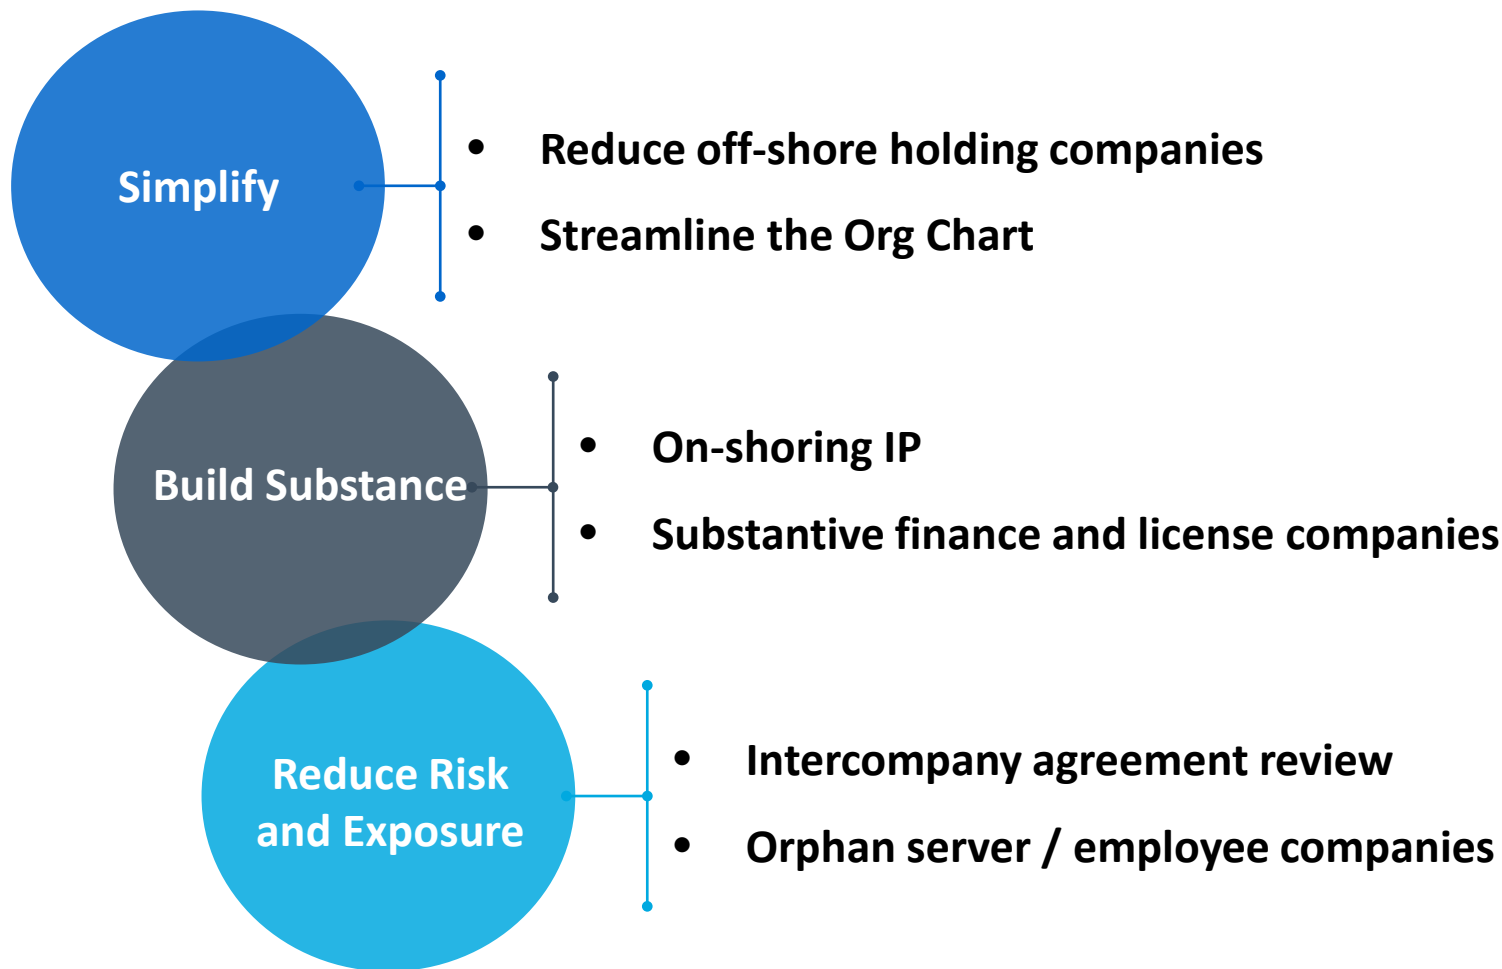 Simplify
• Reduce off-shore holding companies
• Streamline the Org Chart
Build Substance
• On-shoring IP
• Substantive finance and license companies
Reduce Risk
and Exposure
• Intercompany agreement review
• Orphan server / employee companies